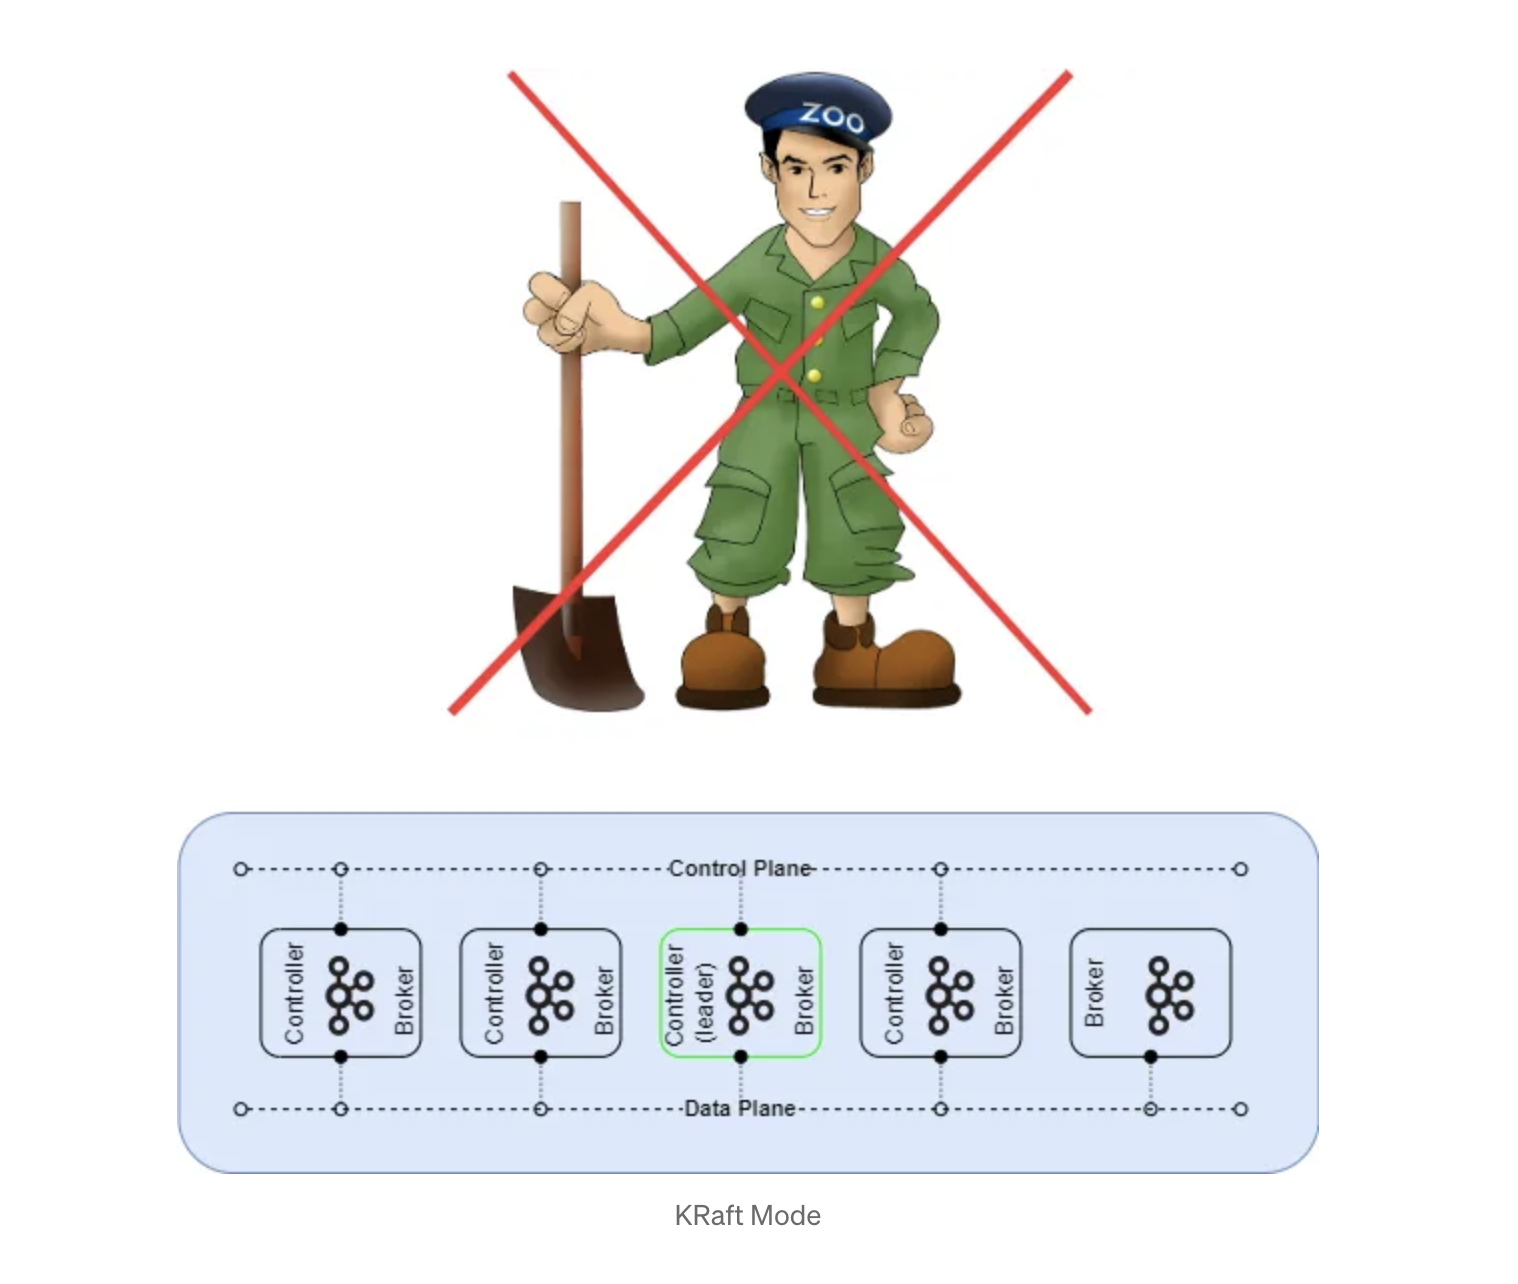 ZOO
Control Plane
Controller
Broker
Controller
Broker
Controller
(leader)
Broker
Controller
Broker
Broker
Data Plane
KRaft Mode